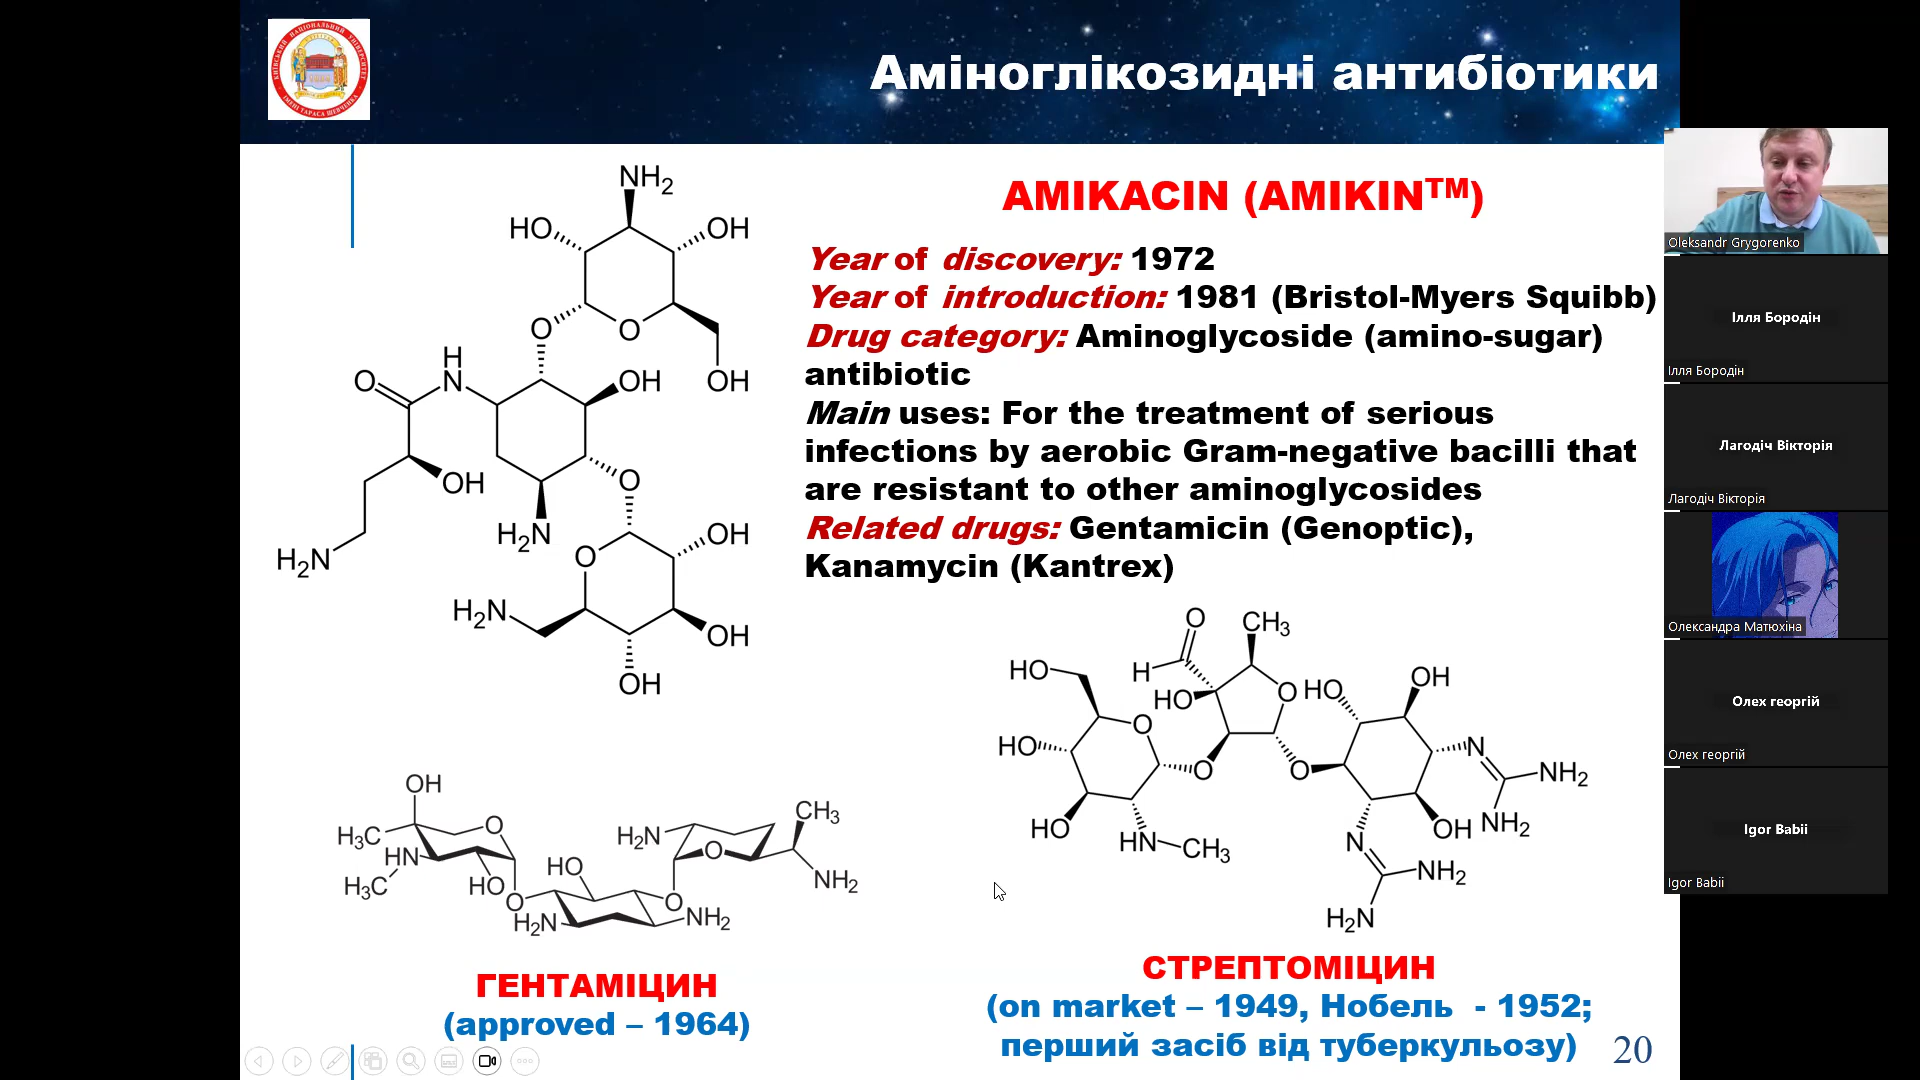 Аміноглікозидні антибіотики
AMIKACIN (AMIKIN™)
Year of discovery: 1972
Year of introduction: 1981 (Bristol-Myers Squibb)
Drug category: Aminoglycoside (amino-sugar)
antibiotic
Main uses: For the treatment of serious
infections by aerobic Gram-negative bacilli that
are resistant to other aminoglycosides
Related drugs: Gentamicin (Genoptic),
Kanamycin (Kantrex)
NH2
HO
OH
O
O
OH
H
N
O
OH
OH
O
H2N
H2N
O
OH
H2N
OH
OH
O
CH3
HO
H
HO
O
HO
OH
HO
O
O
O
N
NH2
HO
HN
CH3
OH
NH2
N
NH2
H2N
OH
H3C
O
HN
H3C
HO
O
HO
H2N
H2N
O
CH3
NH2
O
NH2
ГЕНТАМІЦИН
(approved – 1964)
СТРЕПТОМІЦИН
(on market – 1949, Нобель - 1952;
перший засіб від туберкульозу)
20
КИЇВСЬКИЙ НАЦІОНАЛЬНИЙ УНІВЕРСИТЕТ
ІМЕНІ ТАРАСА ШЕВЧЕНКА
Oleksandr Grygorenko
Ілля Бородін
Ілля Бородін
Лагодіч Вікторія
Лагодіч Вікторія
Олександра Матюхіна
Олех георгій
Олех георгій
Igor Babii
Igor Babii